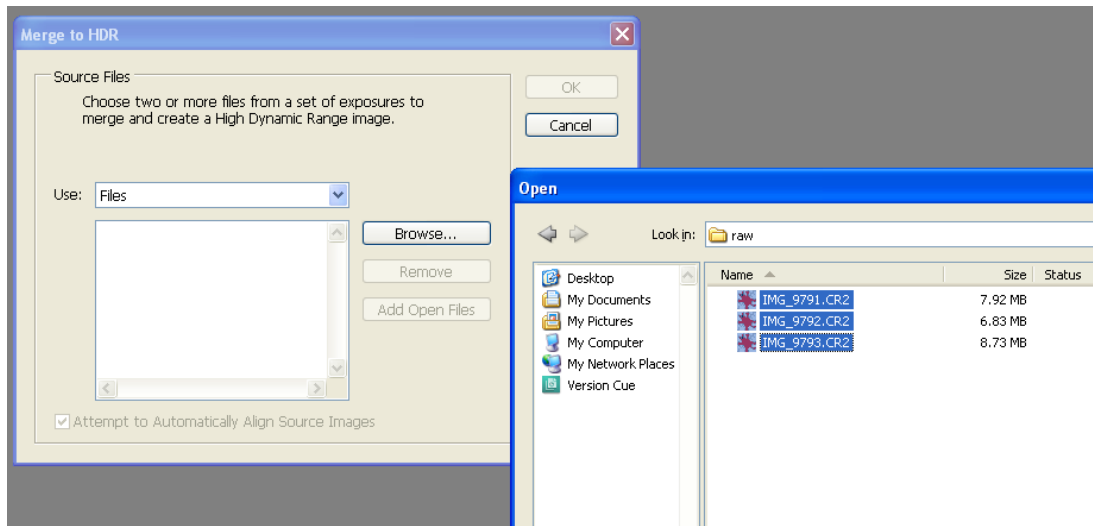 Merge to HDR
Source Files
Choose two or more files from a set of exposures to
merge and create a High Dynamic Range image.
OK
Cancel
Use: Files
Browse...
Remove
Add Open Files
Attempt to Automatically Align Source Images
Open
Look in: raw
Desktop
My Documents
My Pictures
My Computer
My Network Places
Version Cue
Name Size Status
IMG_9791.CR2 7.92 MB
IMG_9792.CR2 6.83 MB
IMG_9793.CR2 8.73 MB